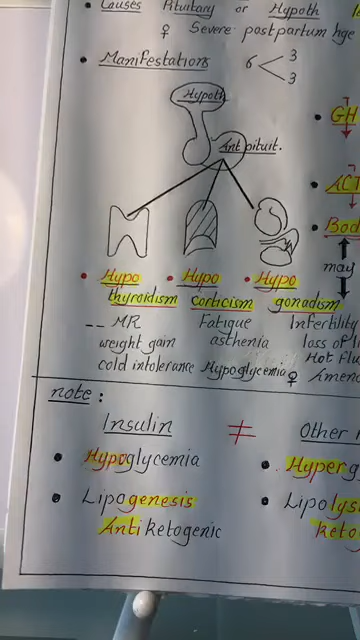 • Causes Pituitary or Hypoth
♀ Severe postpartum hge
• Manifestations 6 < 3
3
Hypoth
Ant pituit.
• GH
• ACT
• Bod
may
• Hypo • Hypo • Hypo
thyroidism Corticism gonadism
-- MR Fatigue Infertility
weight gain asthenia loss of
cold intolerance Hypoglycemia Hot Flu
♀ Amen
note :
Insulin ≠ Other
• Hypoglycemia • Hyperg
• Lipogenesis • Lipolys
Antiketogenic Keto